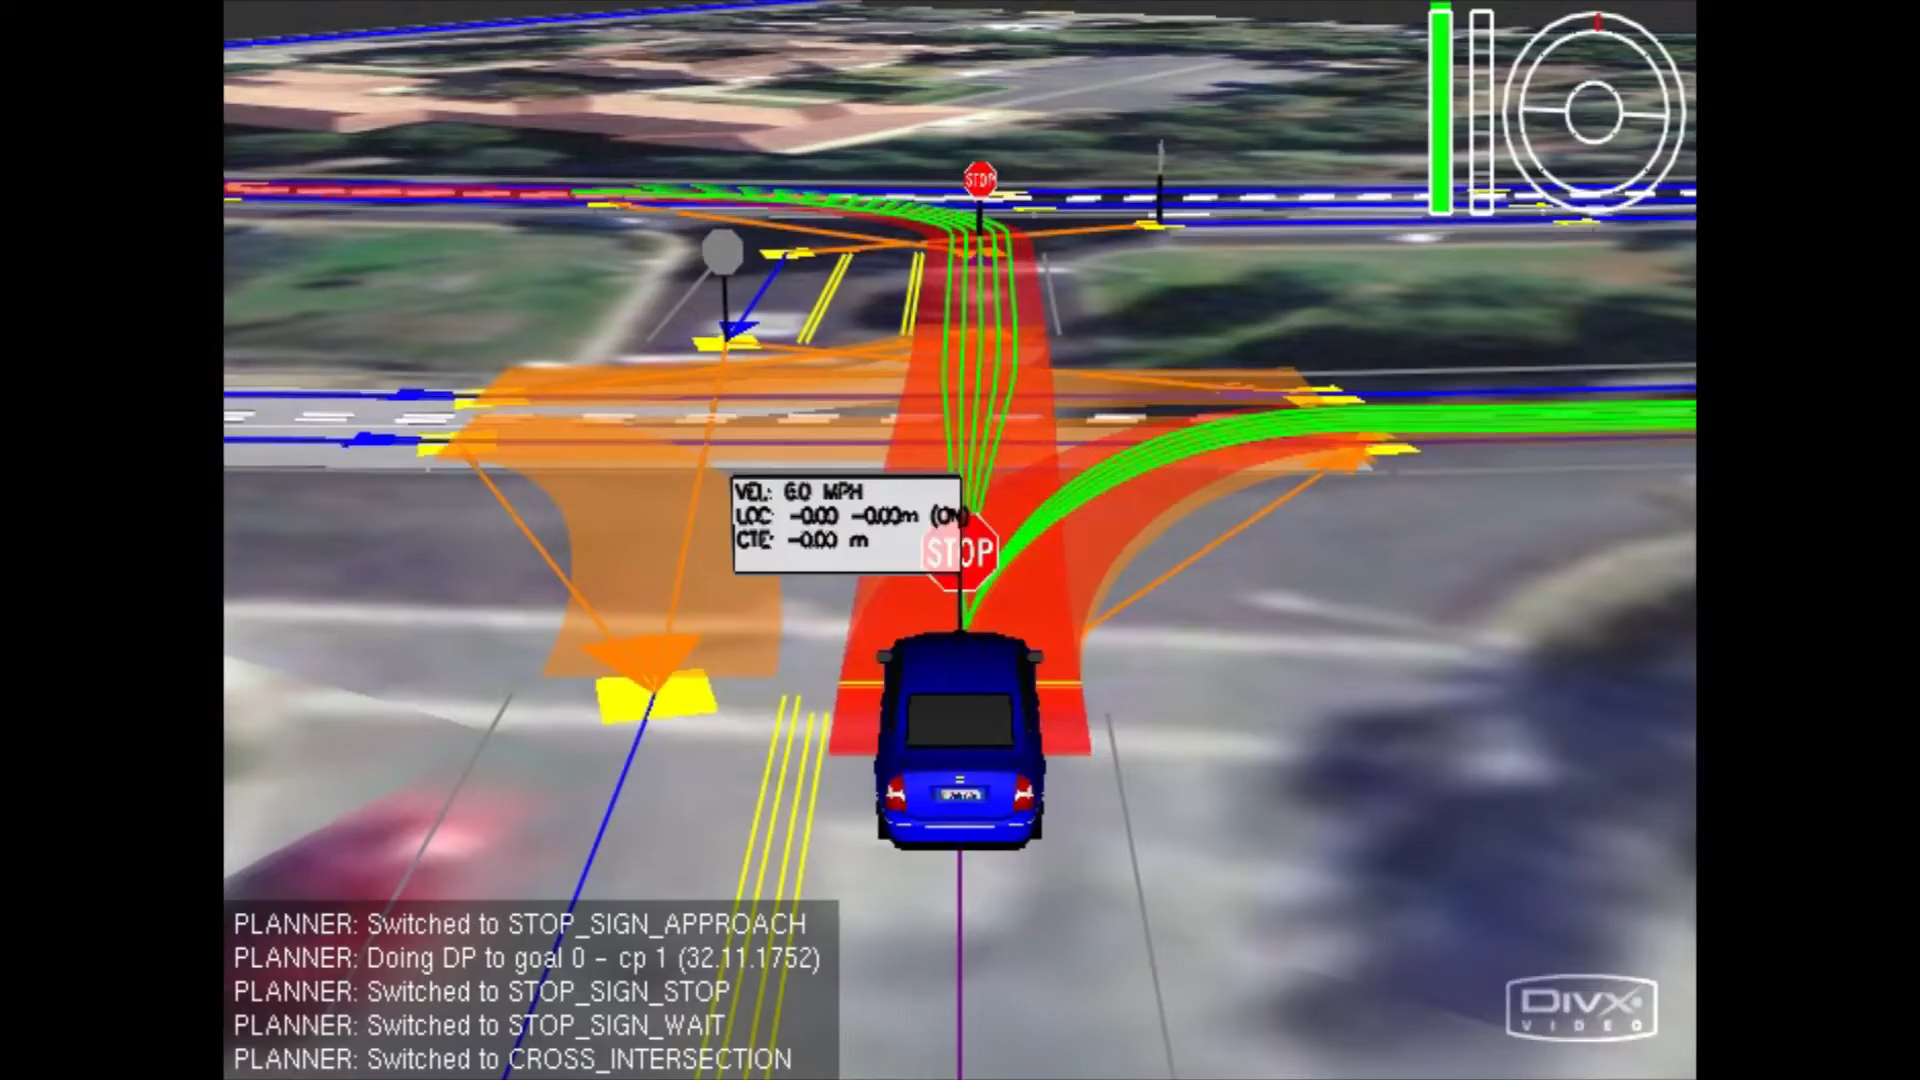 STOP
VEL: 6.0 MPH
LOC: -0.00 -0.00m (ON)
CTE: -0.00 m
STOP
PLANNER: Switched to STOP_SIGN_APPROACH
PLANNER: Doing DP to goal 0 - cp 1 (32.11.1752)
PLANNER: Switched to STOP_SIGN_STOP
PLANNER: Switched to STOP_SIGN_WAIT
PLANNER: Switched to CROSS_INTERSECTION
DIVX
VIDEO